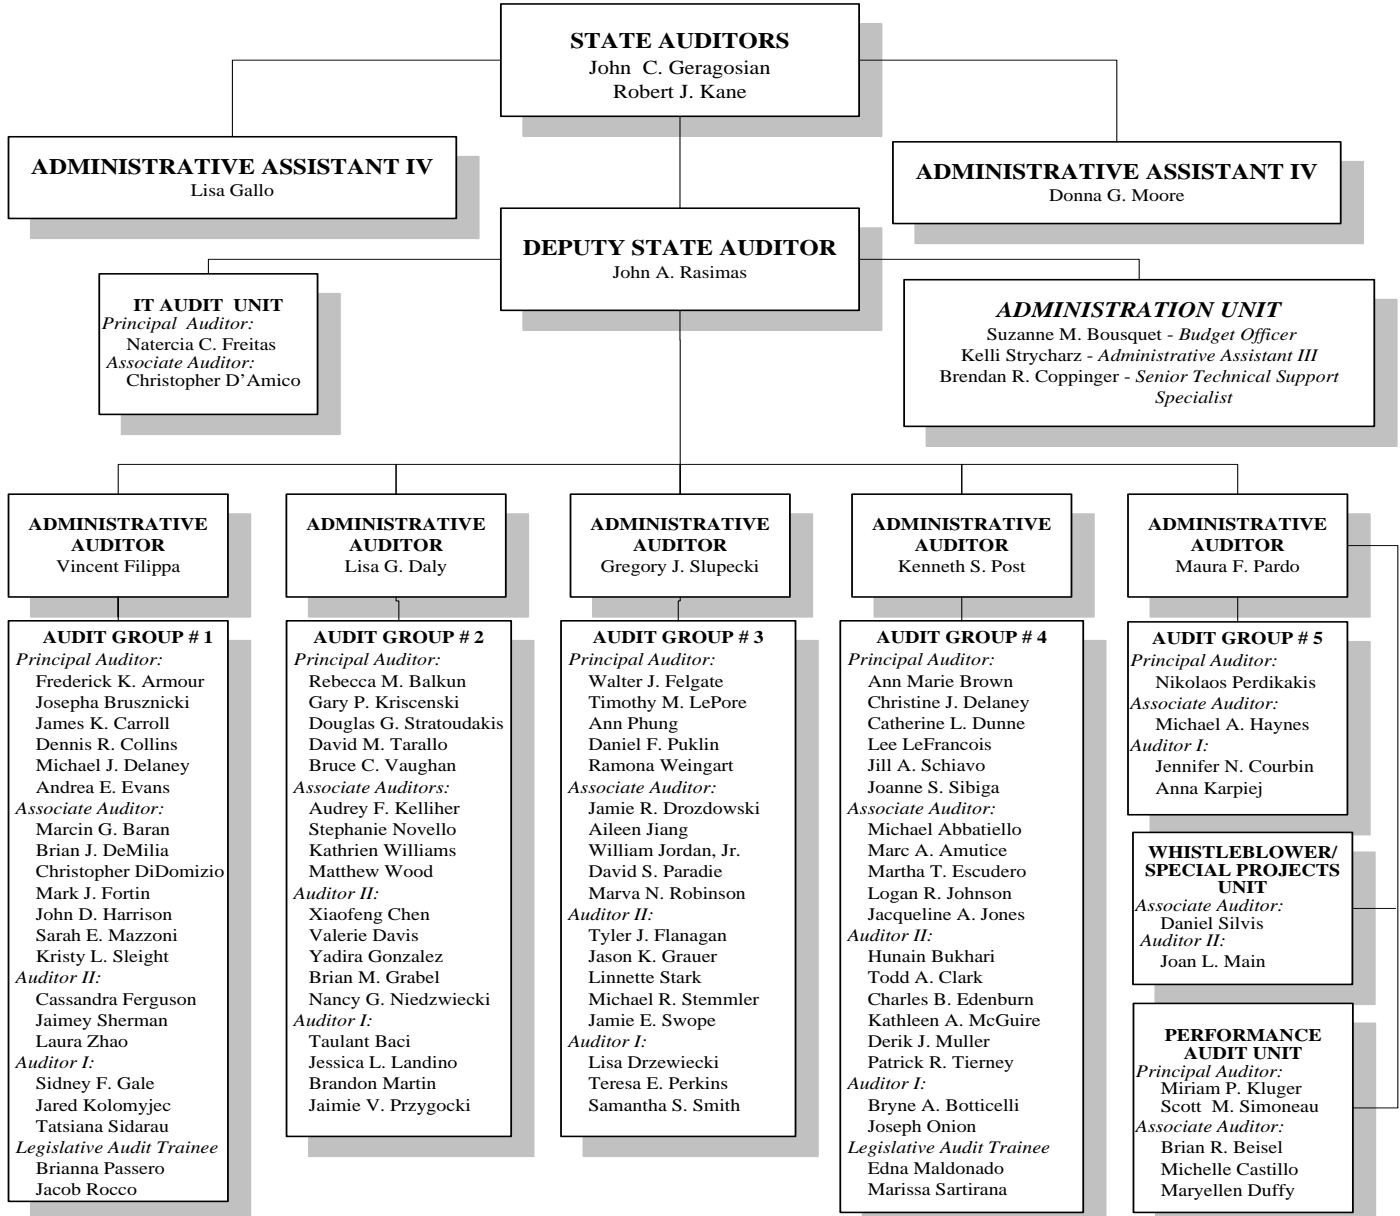 STATE AUDITORS
John C. Geragosian
Robert J. Kane
ADMINISTRATIVE ASSISTANT IV
Lisa Gallo
ADMINISTRATIVE ASSISTANT IV
Donna G. Moore
DEPUTY STATE AUDITOR
John A. Rasimas
IT AUDIT UNIT
Principal Auditor:
Natercia C. Freitas
Associate Auditor:
Christopher D'Amico
ADMINISTRATION UNIT
Suzanne M. Bousquet - Budget Officer
Kelli Strycharz - Administrative Assistant III
Brendan R. Coppinger - Senior Technical Support
Specialist
ADMINISTRATIVE
AUDITOR
Vincent Filippa
ADMINISTRATIVE
AUDITOR
Lisa G. Daly
ADMINISTRATIVE
AUDITOR
Gregory J. Slupecki
ADMINISTRATIVE
AUDITOR
Kenneth S. Post
ADMINISTRATIVE
AUDITOR
Maura F. Pardo
AUDIT GROUP # 1
Principal Auditor:
Frederick K. Armour
Josepha Brusznicki
James K. Carroll
Dennis R. Collins
Michael J. Delaney
Andrea E. Evans
Associate Auditor:
Marcin G. Baran
Brian J. DeMilia
Christopher DiDomizio
Mark J. Fortin
John D. Harrison
Sarah E. Mazzoni
Kristy L. Sleight
Auditor II:
Cassandra Ferguson
Jaimey Sherman
Laura Zhao
Auditor I:
Sidney F. Gale
Jared Kolomyjec
Tatsiana Sidarau
Legislative Audit Trainee
Brianna Passero
Jacob Rocco
AUDIT GROUP # 2
Principal Auditor:
Rebecca M. Balkun
Gary P. Kriscenski
Douglas G. Stratoudakis
David M. Tarallo
Bruce C. Vaughan
Associate Auditors:
Audrey F. Kelliher
Stephanie Novello
Kathrien Williams
Matthew Wood
Auditor II:
Xiaofeng Chen
Valerie Davis
Yadira Gonzalez
Brian M. Grabel
Nancy G. Niedzwiecki
Auditor I:
Taulant Baci
Jessica L. Landino
Brandon Martin
Jaimie V. Przygocki
AUDIT GROUP # 3
Principal Auditor:
Walter J. Felgate
Timothy M. LePore
Ann Phung
Daniel F. Puklin
Ramona Weingart
Associate Auditor:
Jamie R. Drozdowski
Aileen Jiang
William Jordan, Jr.
David S. Paradie
Marva N. Robinson
Auditor II:
Tyler J. Flanagan
Jason K. Grauer
Linnette Stark
Michael R. Stemmler
Jamie E. Swope
Auditor I:
Lisa Drzewiecki
Teresa E. Perkins
Samantha S. Smith
AUDIT GROUP # 4
Principal Auditor:
Ann Marie Brown
Christine J. Delaney
Catherine L. Dunne
Lee LeFrancois
Jill A. Schiavo
Joanne S. Sibiga
Associate Auditor:
Michael Abbatiello
Marc A. Amutice
Martha T. Escudero
Logan R. Johnson
Jacqueline A. Jones
Auditor II:
Hunain Bukhari
Todd A. Clark
Charles B. Edenburn
Kathleen A. McGuire
Derik J. Muller
Patrick R. Tierney
Auditor I:
Bryne A. Botticelli
Joseph Onion
Legislative Audit Trainee
Edna Maldonado
Marissa Sartirana
AUDIT GROUP # 5
Principal Auditor:
Nikolaos Perdikakis
Associate Auditor:
Michael A. Haynes
Auditor I:
Jennifer N. Courbin
Anna Karpiej
WHISTLEBLOWER/
SPECIAL PROJECTS
UNIT
Associate Auditor:
Daniel Silvis
Auditor II:
Joan L. Main
PERFORMANCE
AUDIT UNIT
Principal Auditor:
Miriam P. Kluger
Scott M. Simoneau
Associate Auditor:
Brian R. Beisel
Michelle Castillo
Maryellen Duffy